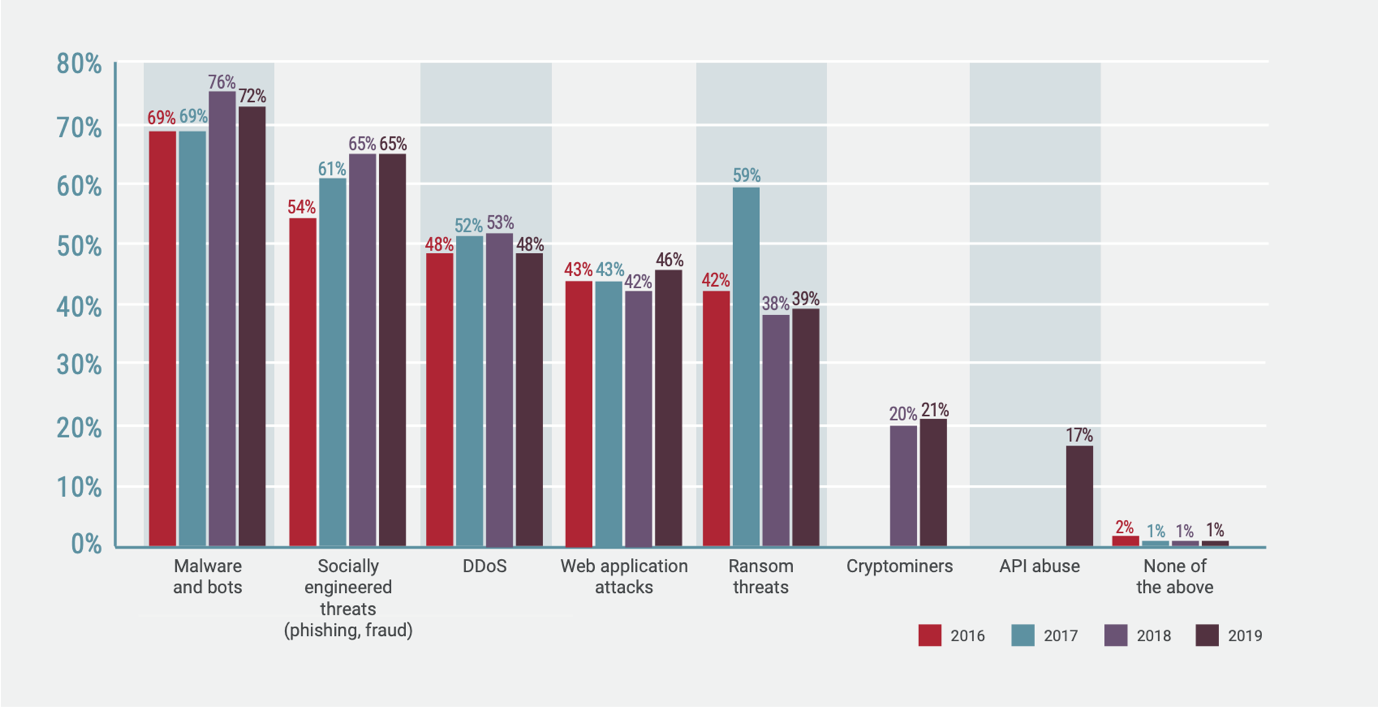 80%
70%
60%
50%
40%
30%
20%
10%
0%
69% 69% 76% 72%
54% 61% 65% 65%
48% 52% 53% 48%
43% 43% 42% 46%
42% 59% 38% 39%
20% 21%
17%
2% 1% 1% 1%
Malware
and bots
Socially
engineered
threats
(phishing, fraud)
DDoS
Web application
attacks
Ransom
threats
Cryptominers
API abuse
None of
the above
2016 2017 2018 2019